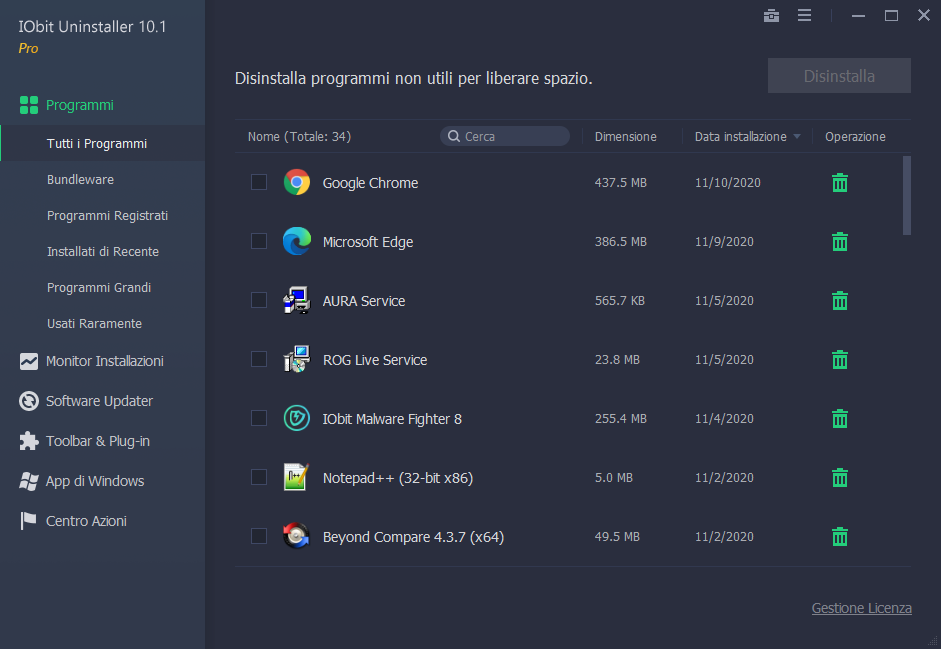 IObit Uninstaller 10.1
Pro
Programmi
Tutti i Programmi
Bundleware
Programmi Registrati
Installati di Recente
Programmi Grandi
Usati Raramente
Monitor Installazioni
Software Updater
Toolbar & Plug-in
App di Windows
Centro Azioni
Disinstalla programmi non utili per liberare spazio.
Disinstalla
Nome (Totale: 34) Cerca Dimensione Data installazione Operazione
Google Chrome 437.5 MB 11/10/2020
Microsoft Edge 386.5 MB 11/9/2020
AURA Service 565.7 KB 11/5/2020
ROG Live Service 23.8 MB 11/5/2020
IObit Malware Fighter 8 255.4 MB 11/4/2020
Notepad++ (32-bit x86) 5.0 MB 11/2/2020
Beyond Compare 4.3.7 (x64) 49.5 MB 11/2/2020
Gestione Licenza